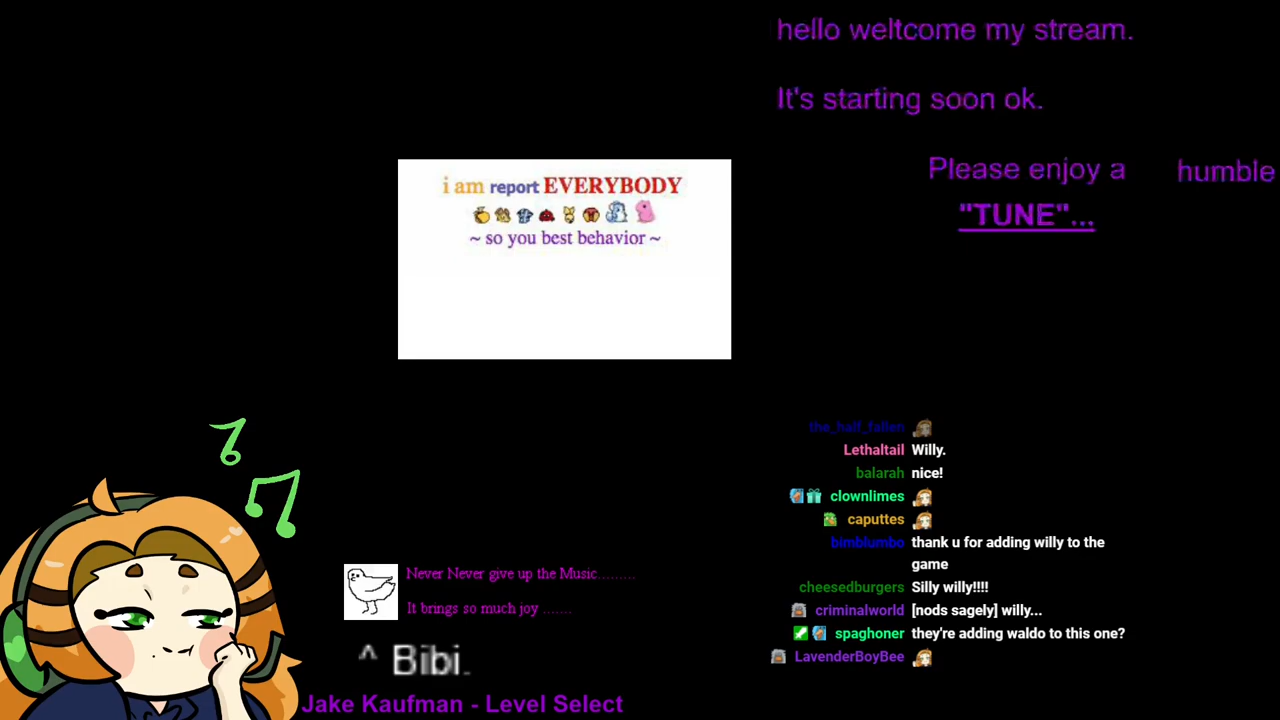 hello weltcome my stream.
It's starting soon ok.
Please enjoy a humble
"TUNE"...
i am report EVERYBODY
~ so you best behavior ~
the_half_fallen
Lethaltail Willy.
balarah nice!
clownlimes
caputtes
bimblumbo thank u for adding willy to the
game
cheesedburgers Silly willy!!!!
criminalworld [nods sagely] willy...
spaghoner they're adding waldo to this one?
LavenderBoyBee
Never Never give up the Music.........
It brings so much joy .......
^ Bibi.
Jake Kaufman - Level Select